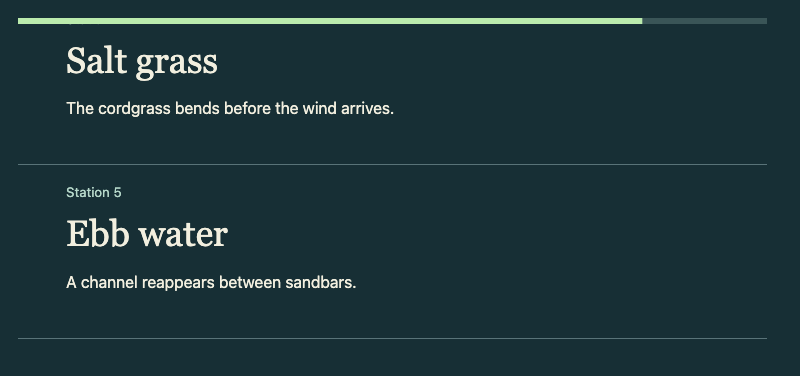 Salt grass
The cordgrass bends before the wind arrives.
Station 5
Ebb water
A channel reappears between sandbars.